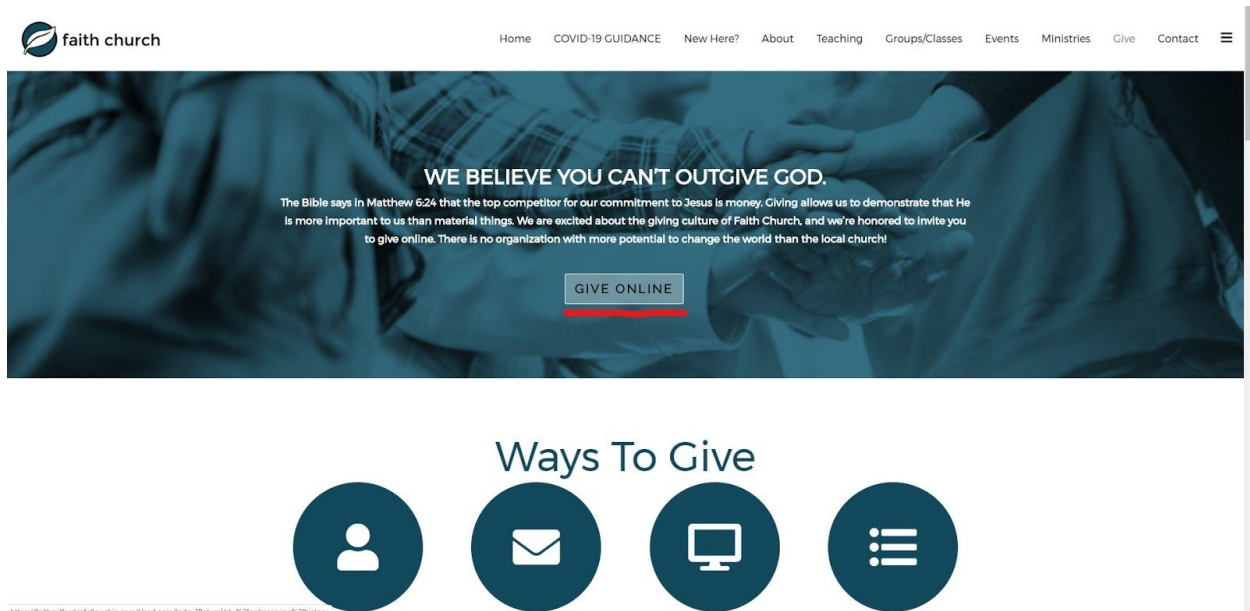 faith church
Home COVID-19 GUIDANCE New Here? About Teaching Groups/Classes Events Ministries Give Contact
WE BELIEVE YOU CAN'T OUTGIVE GOD.
The Bible says in Matthew 6:24 that the top competitor for our commitment to Jesus is money. Giving allows us to demonstrate that He
is more important to us than material things. We are excited about the giving culture of Faith Church, and we're honored to invite you
to give online. There is no organization with more potential to change the world than the local church!
GIVE ONLINE
Ways To Give